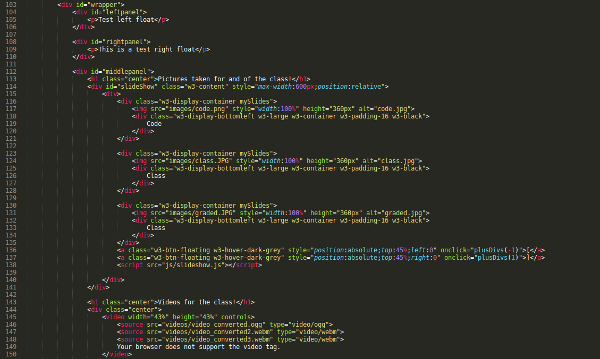 103 <div id="wrapper">
104 <div id="leftpanel">
105 <p>Test left float</p>
106 </div>
107
108 <div id="rightpanel">
109 <p>This is a test right float</p>
110 </div>
111
112 <div id="middlepanel">
113 <h1 class="center">Pictures taken for and of the class!</h1>
114 <div id="slideShow" class="w3-content" style="max-width:600px;position:relative">
115 <div>
116 <div class="w3-display-container mySlides">
117 <img src="images/code.png" style="width:100%" height="360px" alt="code.jpg">
118 <div class="w3-display-bottomleft w3-large w3-container w3-padding-16 w3-black">
119 Code
120 </div>
121 </div>
122
123 <div class="w3-display-container mySlides">
124 <img src="images/class.JPG" style="width:100%" height="360px" alt="class.jpg">
125 <div class="w3-display-bottomleft w3-large w3-container w3-padding-16 w3-black">
126 Class
127 </div>
128 </div>
129
130 <div class="w3-display-container mySlides">
131 <img src="images/graded.JPG" style="width:100%" height="360px" alt="graded.jpg">
132 <div class="w3-display-bottomleft w3-large w3-container w3-padding-16 w3-black">
133 Class
134 </div>
135 </div>
136 <a class="w3-btn-floating w3-hover-dark-grey" style="position:absolute;top:45%;left:0" onclick="plusDivs(-1)">[</a>
137 <a class="w3-btn-floating w3-hover-dark-grey" style="position:absolute;top:45%;right:0" onclick="plusDivs(1)">]</a>
138 <script src="js/slideshow.js"></script>
139
140 </div>
141 </div>
142
143 <h1 class="center">Videos for the class!</h1>
144 <div class="center">
145 <video width="43%" height="43%" controls>
146 <source src="videos/video_converted.ogg" type="video/ogg">
147 <source src="videos/video_converted2.webm" type="video/webm">
148 <source src="videos/video_converted3.webm" type="video/webm">
149 Your browser does not support the video tag.
150 </video>